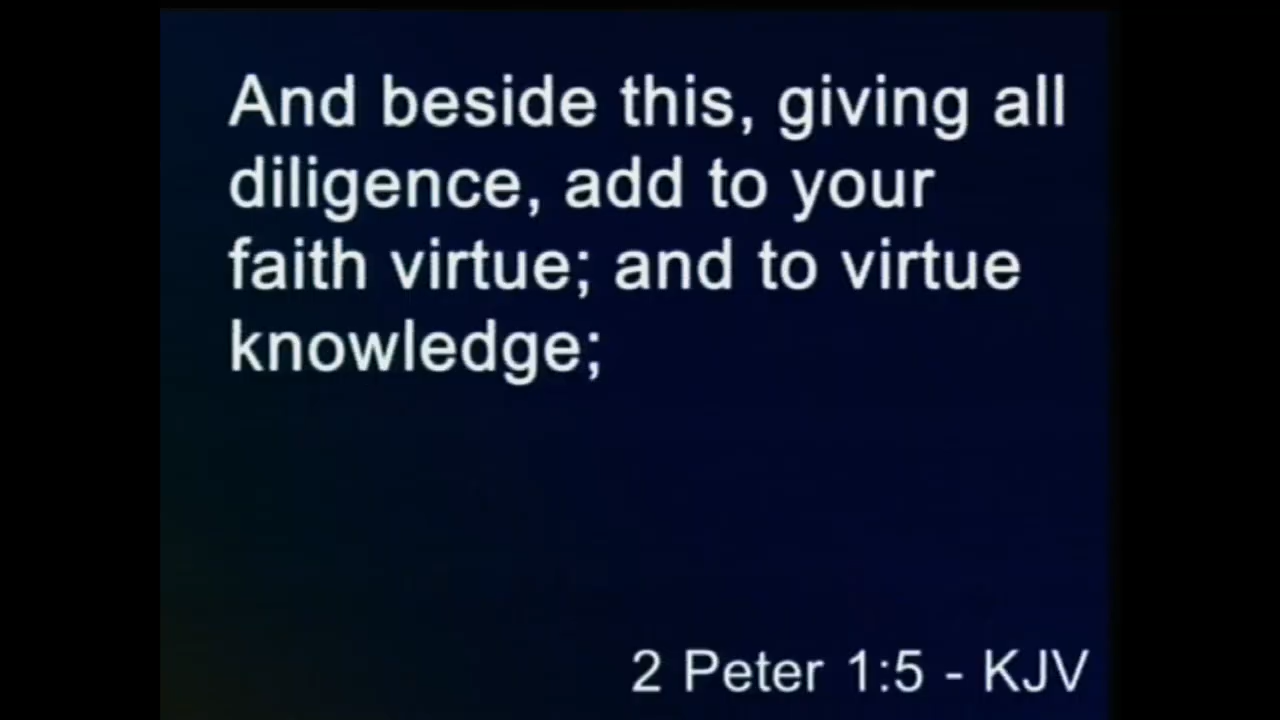 And beside this, giving all
diligence, add to your
faith virtue; and to virtue
knowledge;
2 Peter 1:5 - KJV